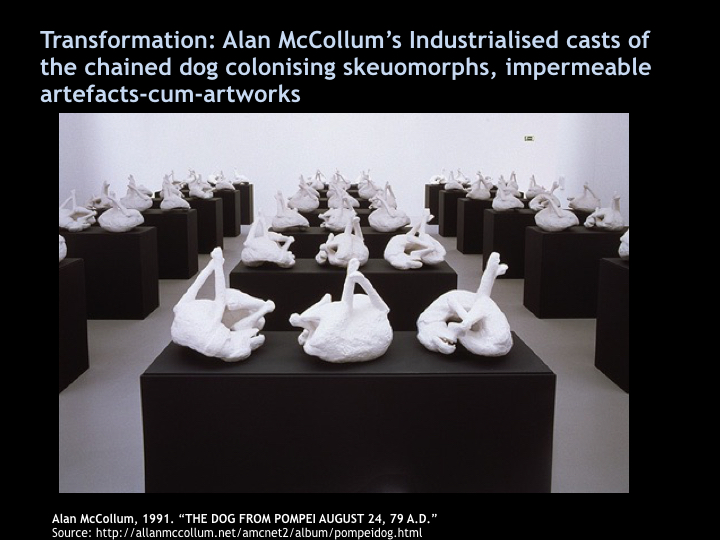 Transformation: Alan McCollum’s Industrialised casts of
the chained dog colonising skeuomorphs, impermeable
artefacts-cum-artworks
Alan McCollum, 1991. “THE DOG FROM POMPEI AUGUST 24, 79 A.D.”
Source: http://allanmccollum.net/amcnet2/album/pompeidog.html